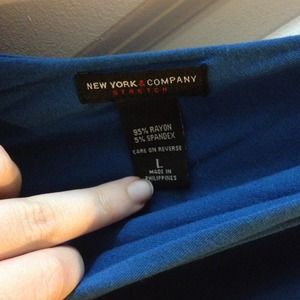 NEW YORK & COMPANY
STRETCH
95% RAYON
5% SPANDEX
CARE ON REVERSE
L
MADE IN
PHILIPPINES